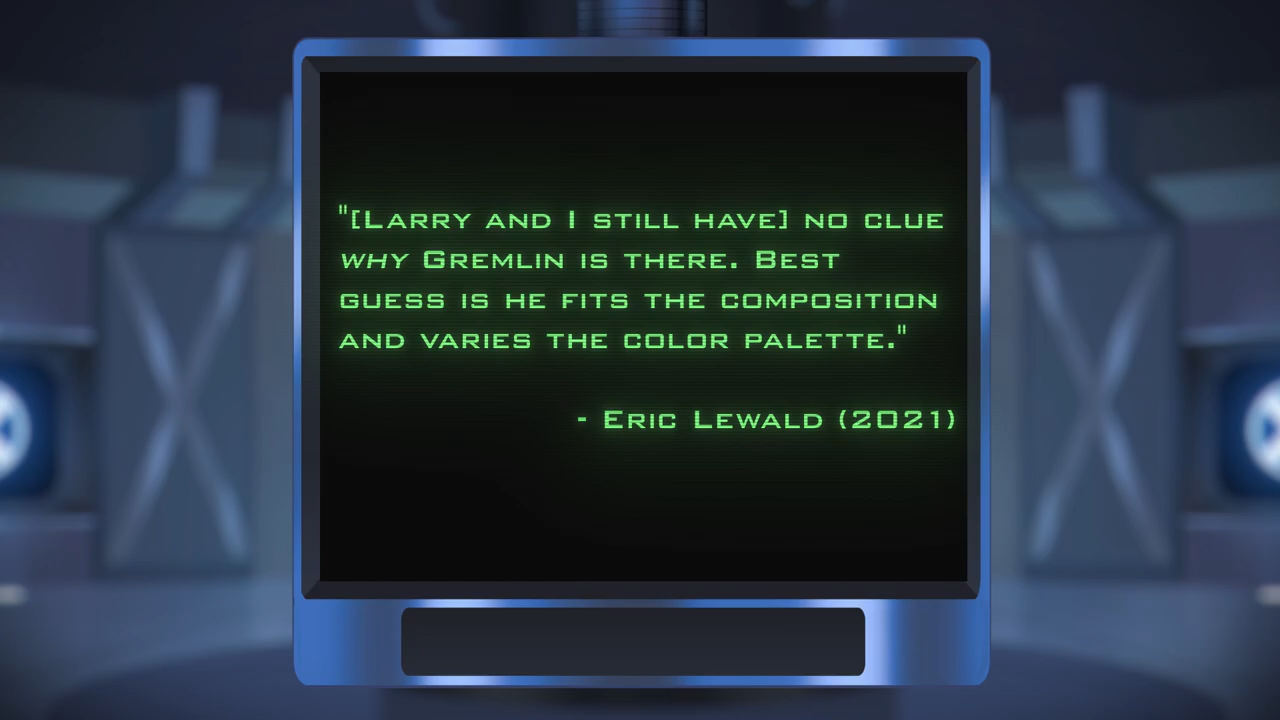 "[Larry and I still have] no clue
why Gremlin is there. Best
guess is he fits the composition
and varies the color palette."
- Eric Lewald (2021)